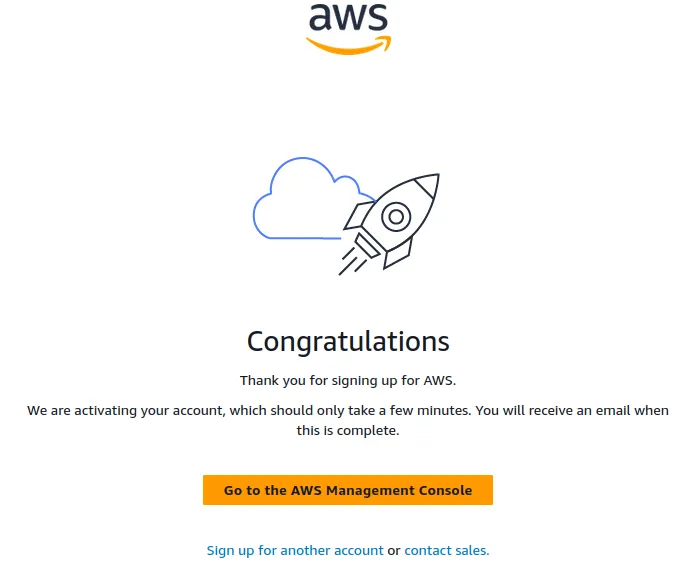 aws
Congratulations
Thank you for signing up for AWS.
We are activating your account, which should only take a few minutes. You will receive an email when
this is complete.
Go to the AWS Management Console
Sign up for another account or contact sales.